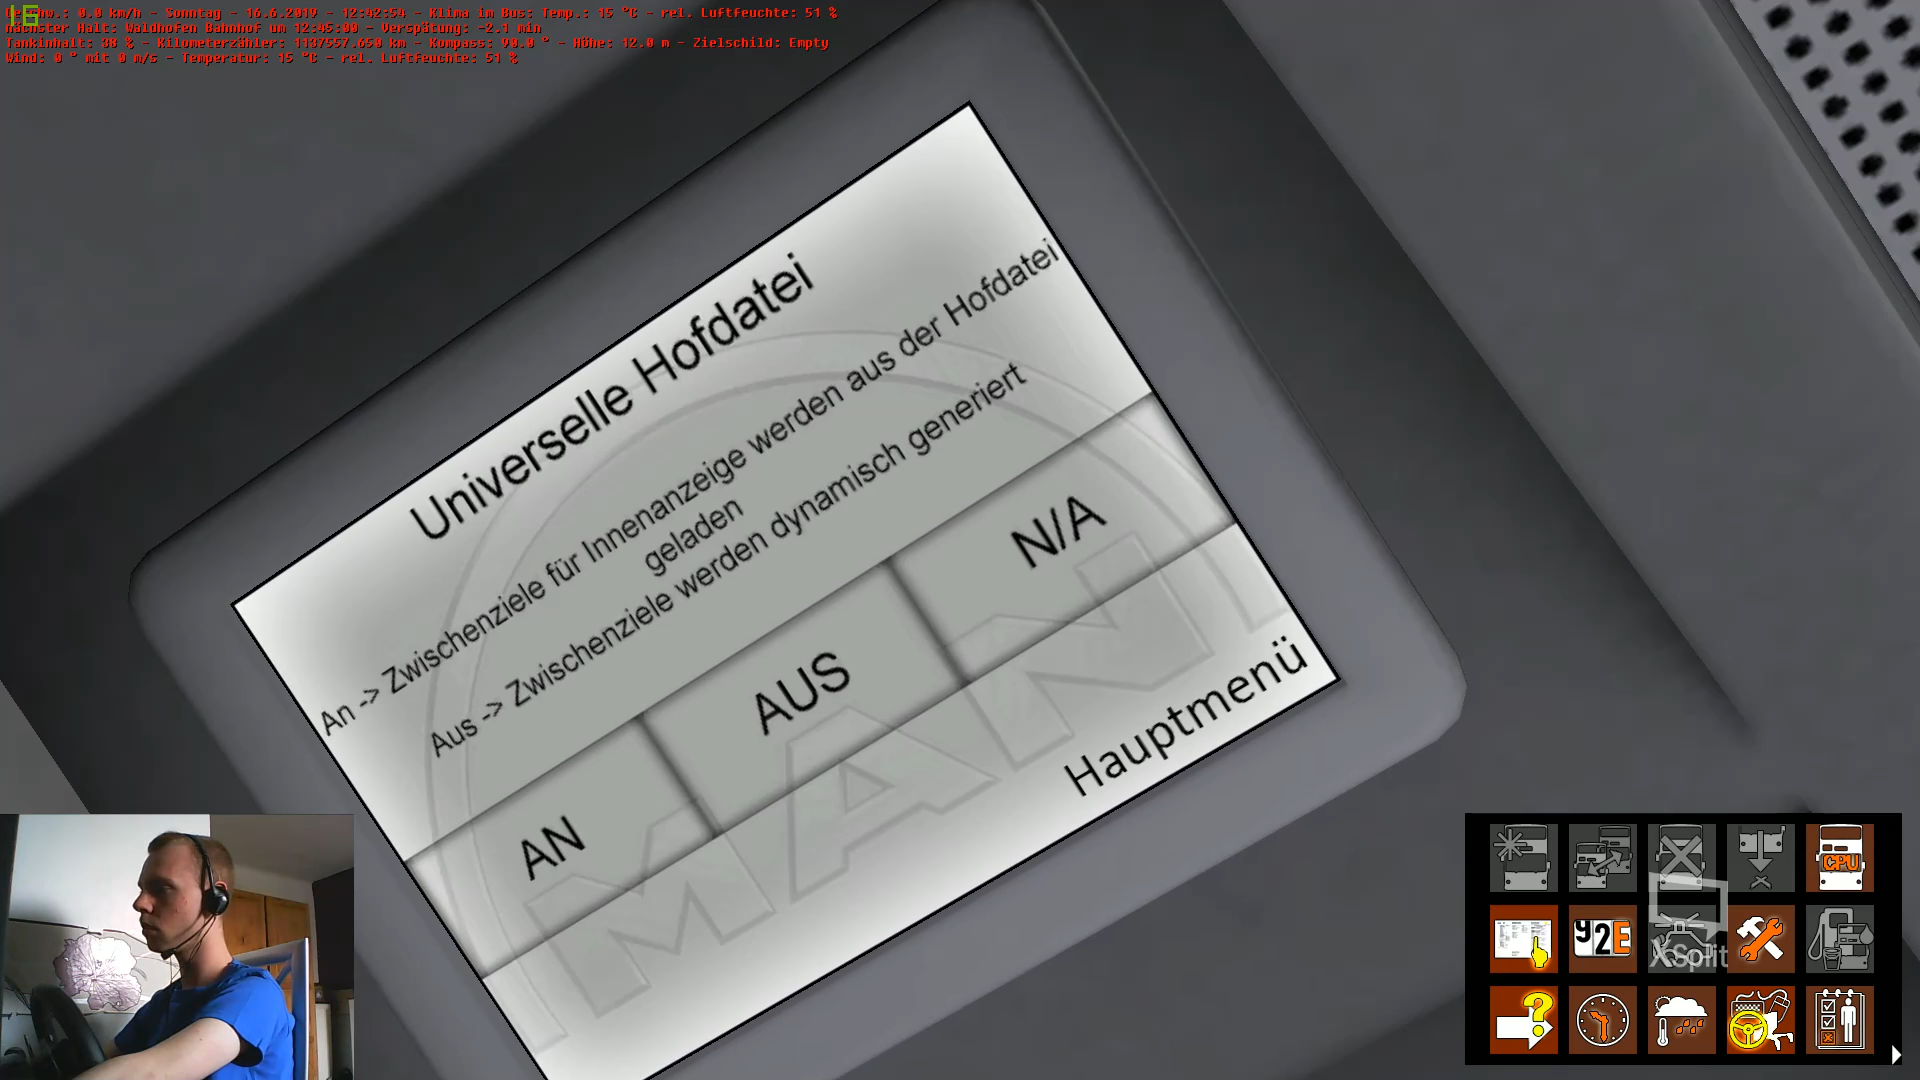 Geschw.: 0.0 km/h - Sonntag - 16.6.2019 - 12:42:54 - Klima im Bus: Temp.: 15 °C - rel. Luftfeuchte: 51 %
nächster Halt: Waldhofen Bahnhof um 12:45:00 - Verspätung: -2.1 min
Tankinhalt: 38 % - Kilometerzähler: 1137557.650 km - Kompass: 90.0 ° - Höhe: 12.0 m - Zielschild: Empty
Wind: 0 ° mit 0 m/s - Temperatur: 15 °C - rel. Luftfeuchte: 51 %
Universelle Hofdatei
An -> Zwischenziele für Innenanzeige werden aus der Hofdatei
geladen
Aus -> Zwischenziele werden dynamisch generiert
AN
AUS
N/A
Hauptmenü
MAN
CPU
92E
XSplit